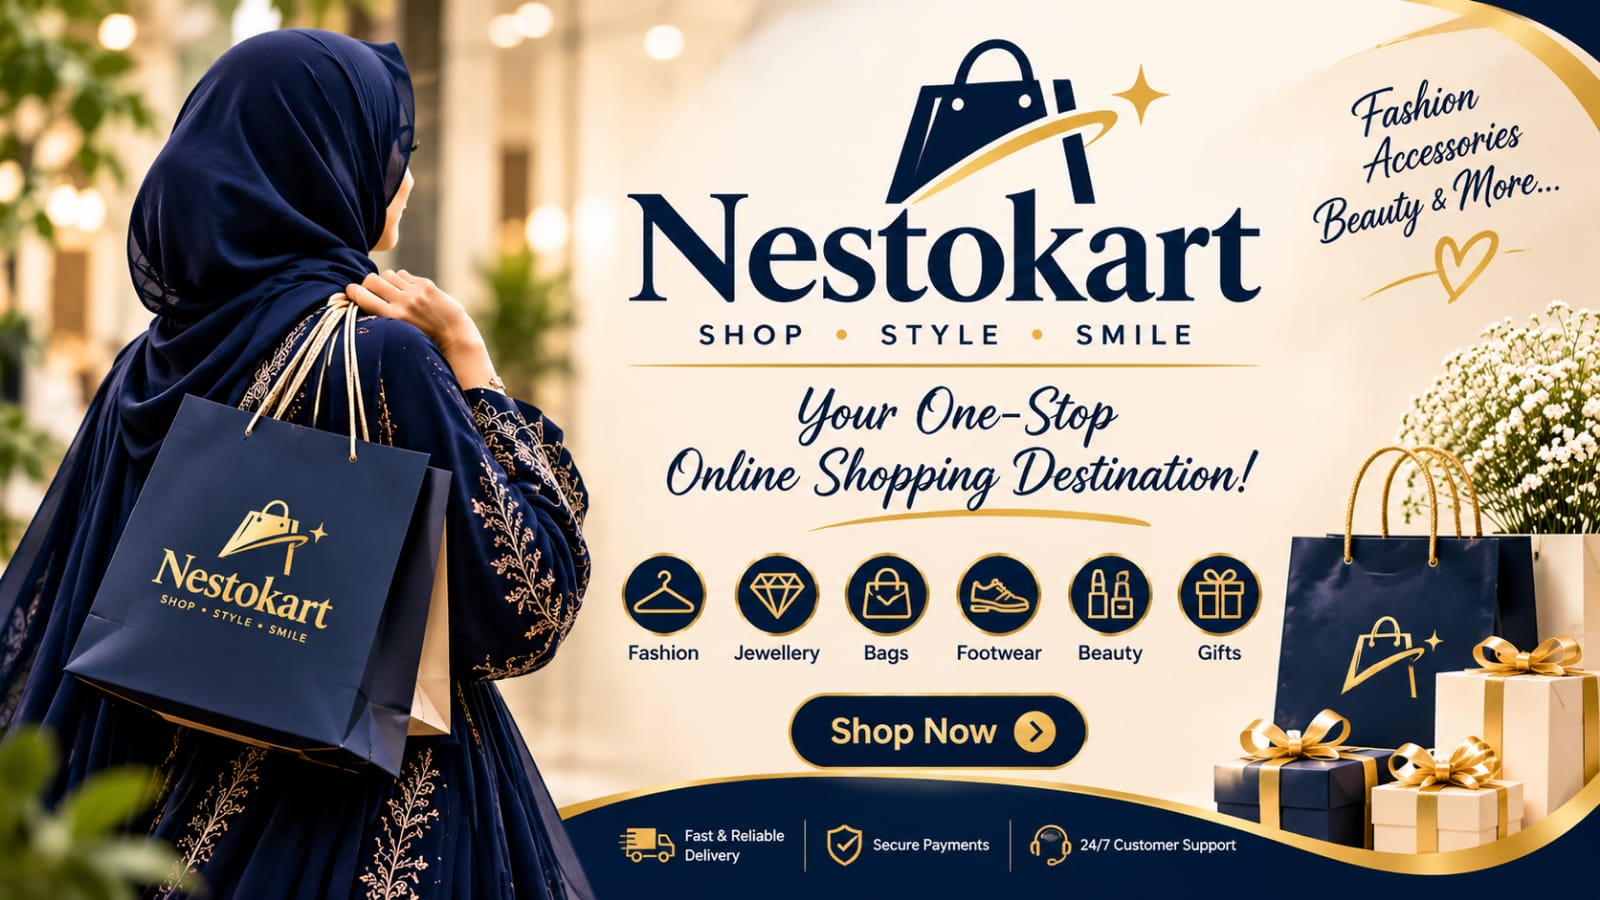 Nestokart
SHOP • STYLE • SMILE
Fashion
Accessories
Beauty & More...
Your One-Stop
Online Shopping Destination!
Fashion
Jewellery
Bags
Footwear
Beauty
Gifts
Shop Now
Fast & Reliable
Delivery
Secure Payments
24/7 Customer Support
Nestokart
SHOP • STYLE • SMILE